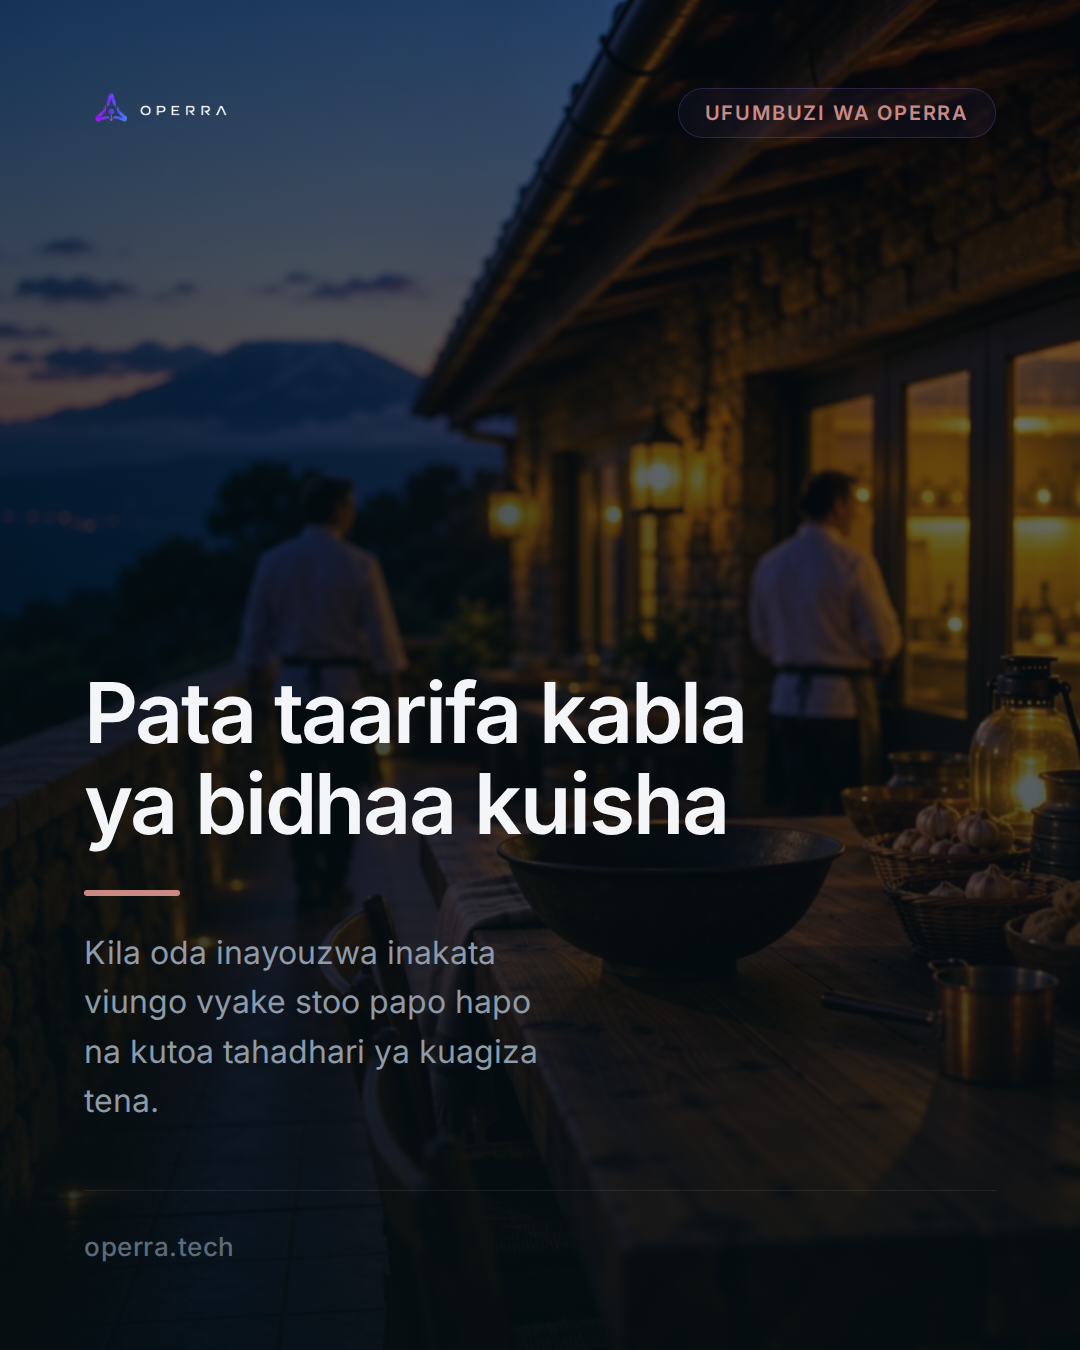 OPERRA
UFUMBUZI WA OPERRA
Pata taarifa kabla
ya bidhaa kuisha
Kila oda inayouzwa inakata
viungo vyake stoo papo hapo
na kutoa tahadhari ya kuagiza
tena.
operra.tech